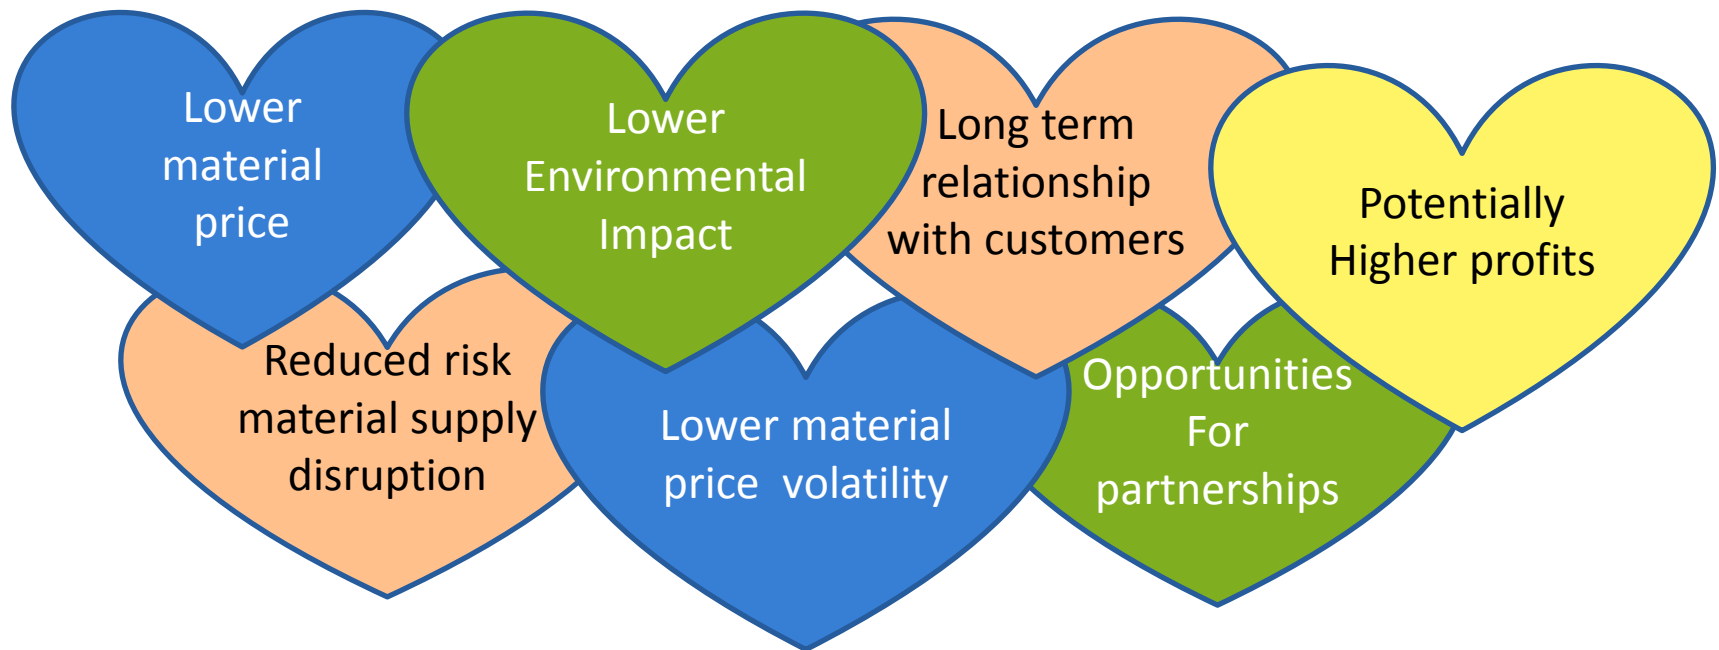 Lower
material
price
Lower
Environmental
Impact
Long term
relationship
with customers
Potentially
Higher profits
Reduced risk
material supply
disruption
Lower material
price  volatility
Opportunities
For
partnerships